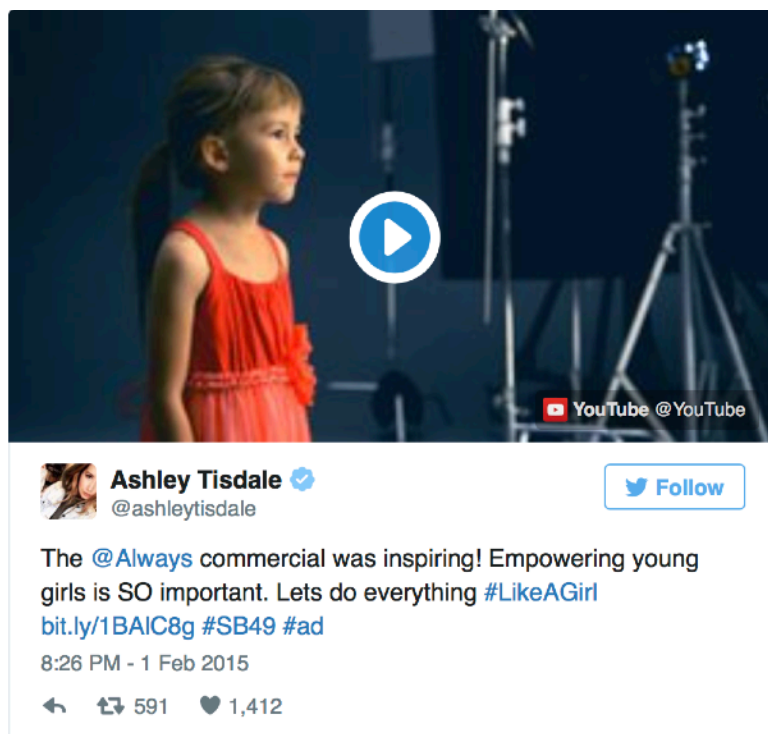 YouTube @YouTube
Ashley Tisdale
Follow
@ashleytisdale
The @Always commercial was inspiring! Empowering young
girls is SO important. Lets do everything #LikeAGirl
bit.ly/1BAlC8g #SB49 #ad
8:26 PM - 1 Feb 2015
591 1,412